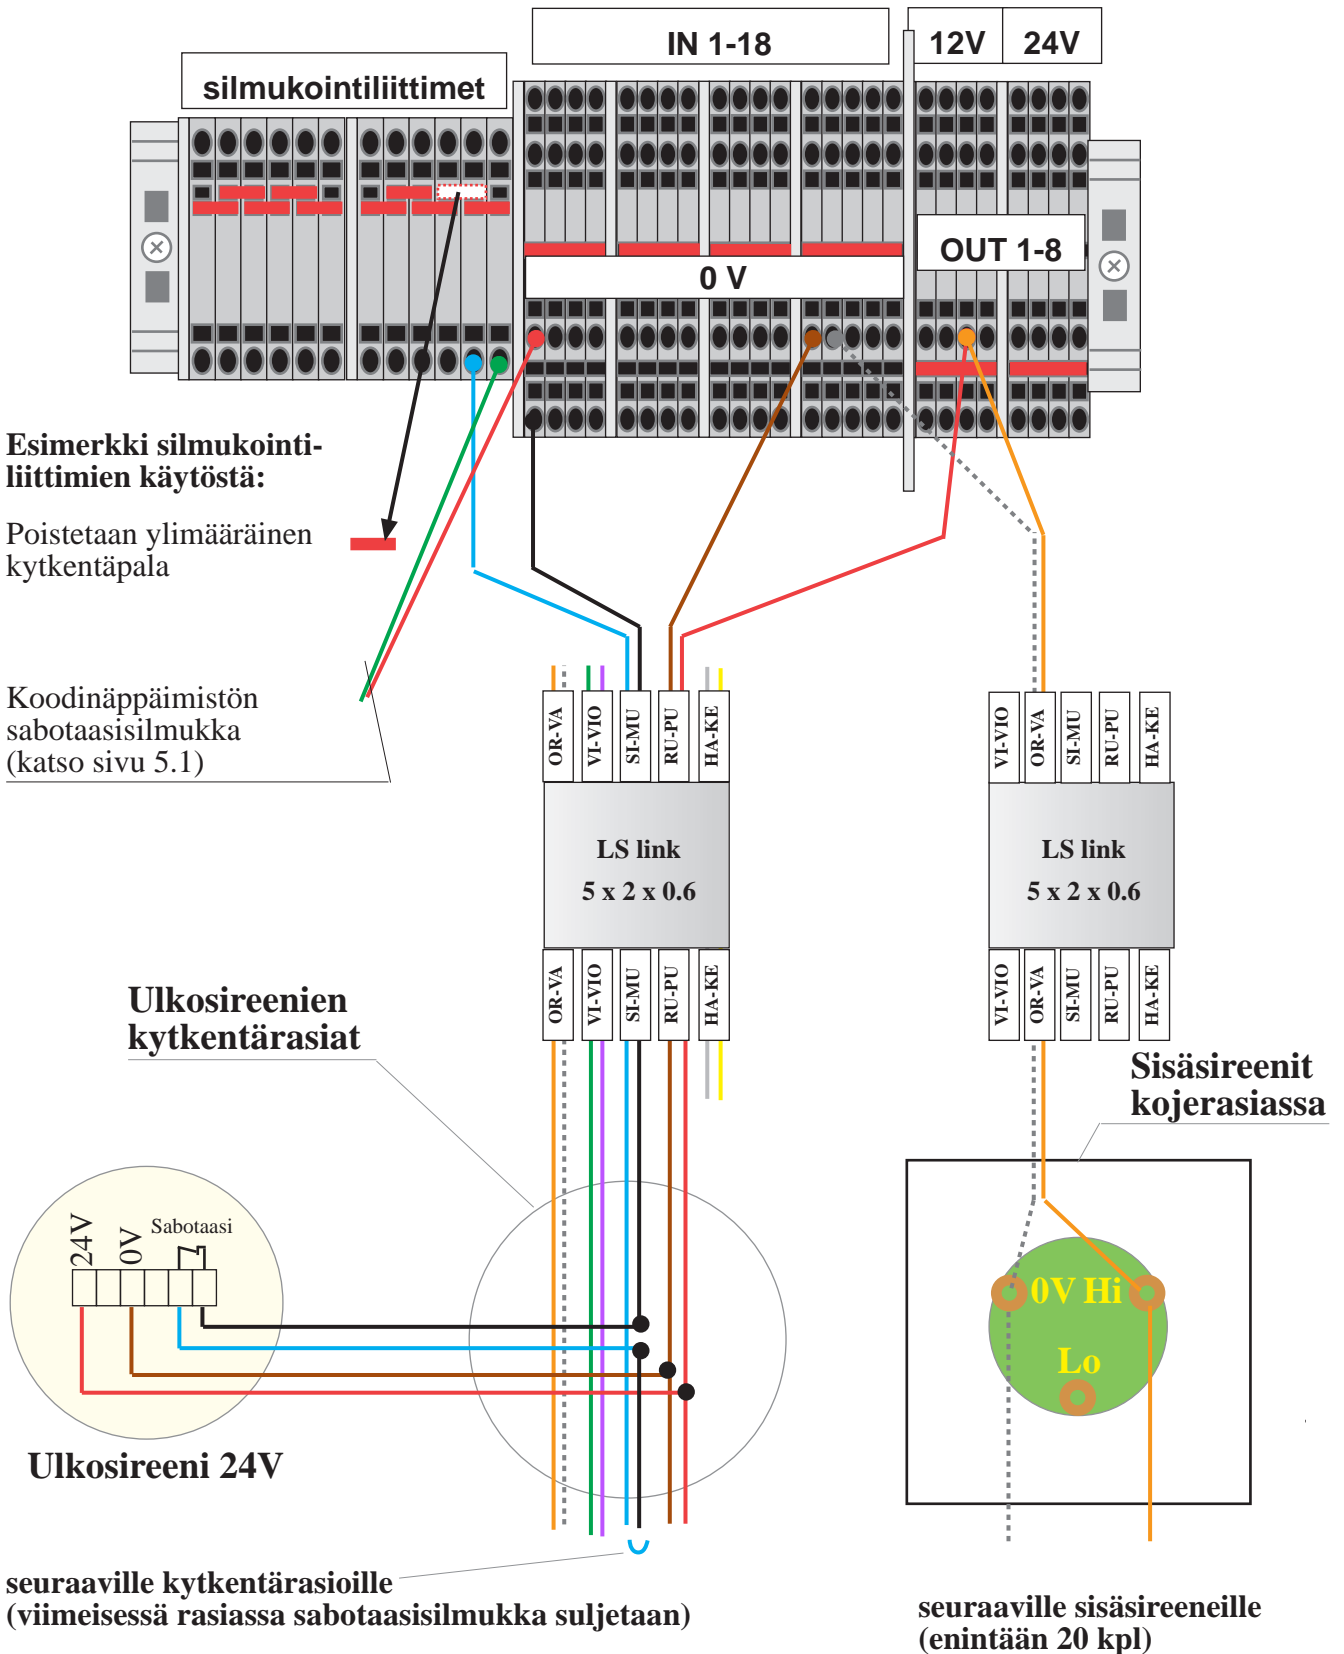 IN 1-18
12V
24V
silmukointiliittimet
OUT 1-8
0 V
Esimerkki silmukointi-
liittimien käytöstä:
Poistetaan ylimääräinen
kytkentäpala
Koodinäppäimistön
sabotaasisilmukka
(katso sivu 5.1)
OR-VA
VI-VIO
SI-MU
RU-PU
HA-KE
VI-VIO
OR-VA
SI-MU
RU-PU
HA-KE
LS link
5 x 2 x 0.6
LS link
5 x 2 x 0.6
OR-VA
VI-VIO
SI-MU
RU-PU
HA-KE
VI-VIO
OR-VA
SI-MU
RU-PU
HA-KE
Ulkosireenien
kytkentärasiat
Sisäsireenit
kojerasiassa
24V
0V
Sabotaasi
0V Hi
Lo
Ulkosireeni 24V
seuraaville kytkentärasioille
(viimeisessä rasiassa sabotaasisilmukka suljetaan)
seuraaville sisäsireeneille
(enintään 20 kpl)